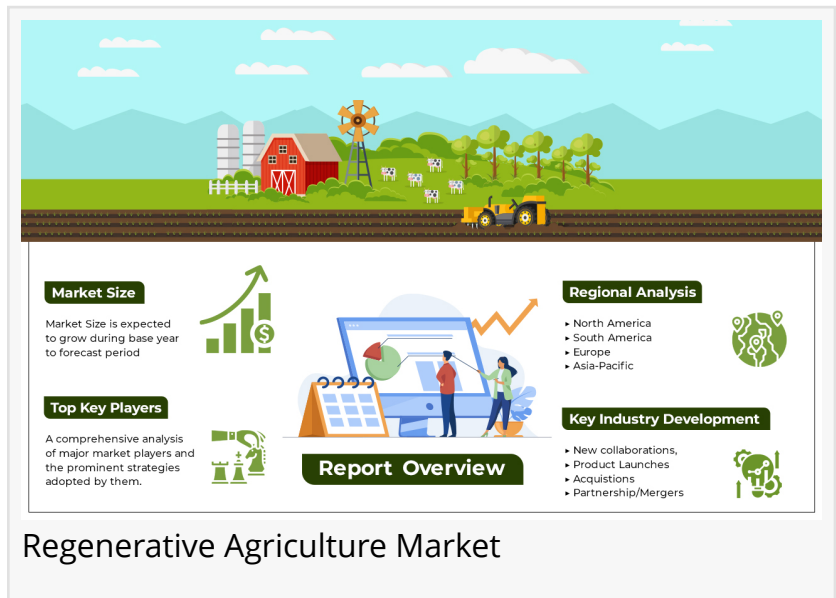 Market Size
Market Size is expected
to grow during base year
to forecast period
Top Key Players
A comprehensive analysis
of major market players and
the prominent strategies
adopted by them.
$
Report Overview
Regional Analysis
▸ North America
▸ South America
▸ Europe
▸ Asia-Pacific
Key Industry Development
▸ New collaborations,
▸ Product Launches
▸ Acquistions
▸ Partnership/Mergers
Regenerative Agriculture Market